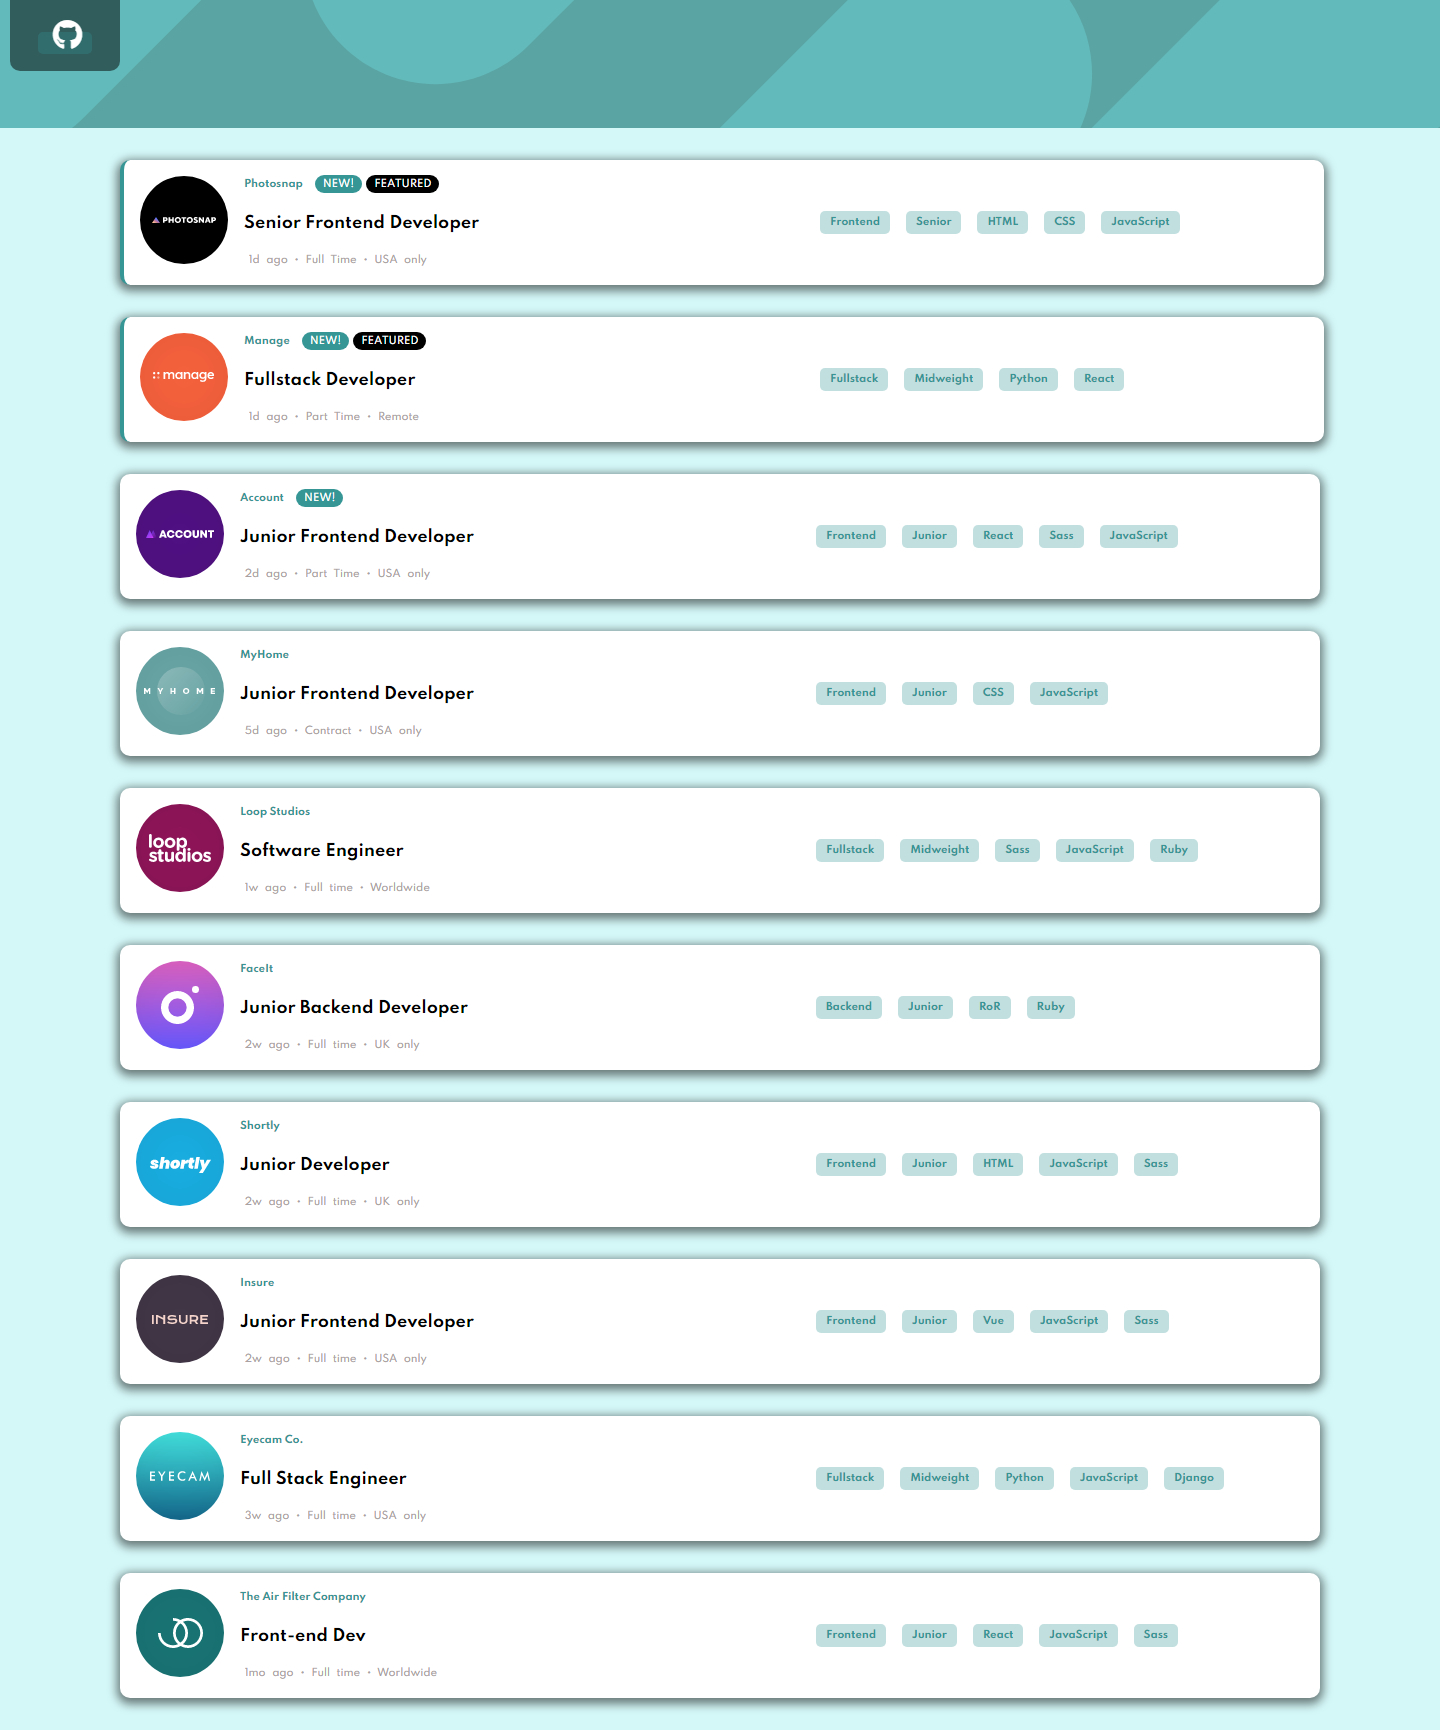 Photosnap NEW! FEATURED
PHOTOSNAP
Senior Frontend Developer
Frontend Senior HTML CSS JavaScript
1d ago • Full Time • USA only
Manage NEW! FEATURED
manage
Fullstack Developer
Fullstack Midweight Python React
1d ago • Part Time • Remote
Account NEW!
ACCOUNT
Junior Frontend Developer
Frontend Junior React Sass JavaScript
2d ago • Part Time • USA only
MyHome
MYHOME
Junior Frontend Developer
Frontend Junior CSS JavaScript
5d ago • Contract • USA only
Loop Studios
loop
studios
Software Engineer
Fullstack Midweight Sass JavaScript Ruby
1w ago • Full time • Worldwide
FaceIt
Junior Backend Developer
Backend Junior RoR Ruby
2w ago • Full time • UK only
Shortly
shortly
Junior Developer
Frontend Junior HTML JavaScript Sass
2w ago • Full time • UK only
Insure
INSURE
Junior Frontend Developer
Frontend Junior Vue JavaScript Sass
2w ago • Full time • USA only
Eyecam Co.
EYECAM
Full Stack Engineer
Fullstack Midweight Python JavaScript Django
3w ago • Full time • USA only
The Air Filter Company
Front-end Dev
Frontend Junior React JavaScript Sass
1mo ago • Full time • Worldwide